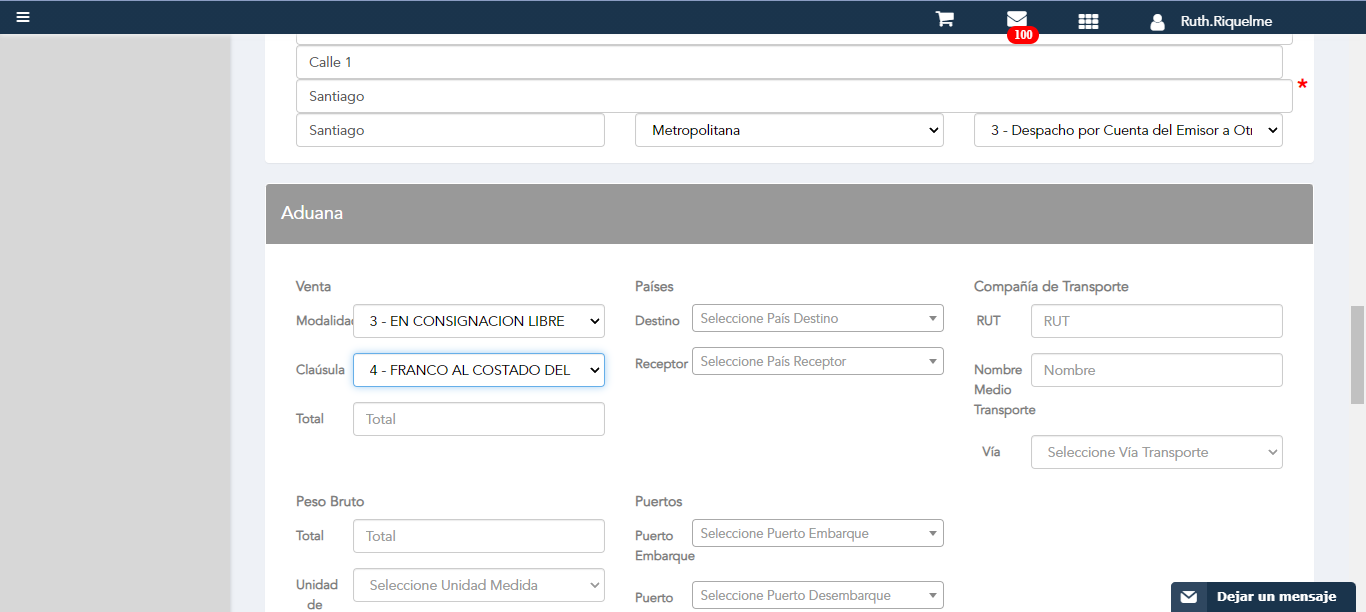 Ruth.Riquelme
100
Calle 1
Santiago
*
Santiago
Metropolitana
3 - Despacho por Cuenta del Emisor a Otr
Aduana
Venta
Países
Compañía de Transporte
Modalidad
3 - EN CONSIGNACION LIBRE
Destino
Seleccione País Destino
RUT
RUT
Claúsula
4 - FRANCO AL COSTADO DEL
Receptor
Seleccione País Receptor
Nombre
Medio
Transporte
Nombre
Total
Total
Vía
Seleccione Vía Transporte
Peso Bruto
Puertos
Total
Total
Puerto
Embarque
Seleccione Puerto Embarque
Unidad
de
Seleccione Unidad Medida
Puerto
Seleccione Puerto Desembarque
Dejar un mensaje